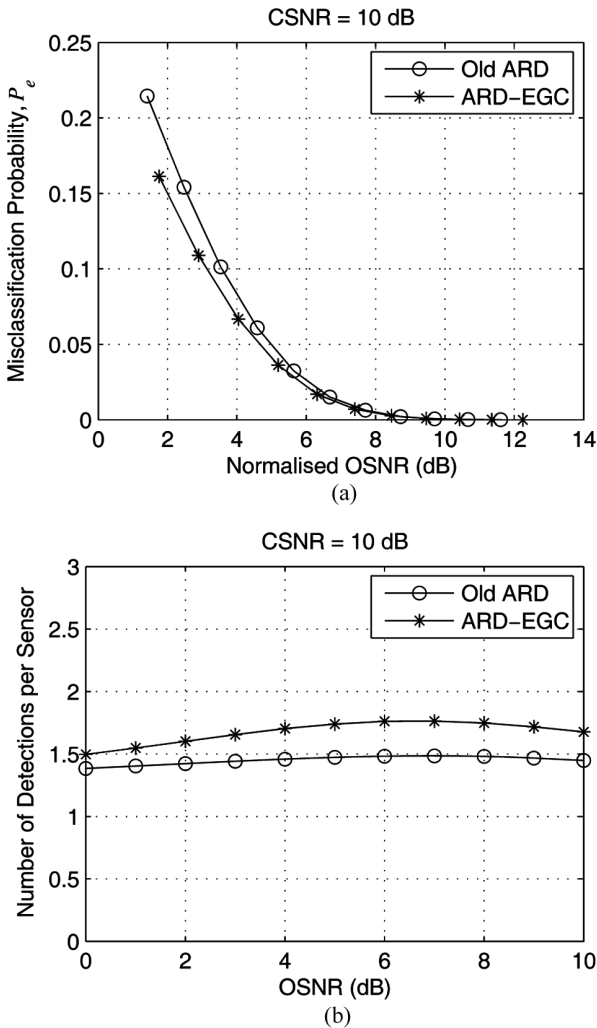 CSNR = 10 dB
Misclassification Probability, Pe
0.25
0.2
0.15
0.1
0.05
0
Old ARD
ARD-EGC
0 2 4 6 8 10 12 14
Normalised OSNR (dB)
(a)
CSNR = 10 dB
Number of Detections per Sensor
3
2.5
2
1.5
1
0.5
0
Old ARD
ARD-EGC
0 2 4 6 8 10
OSNR (dB)
(b)